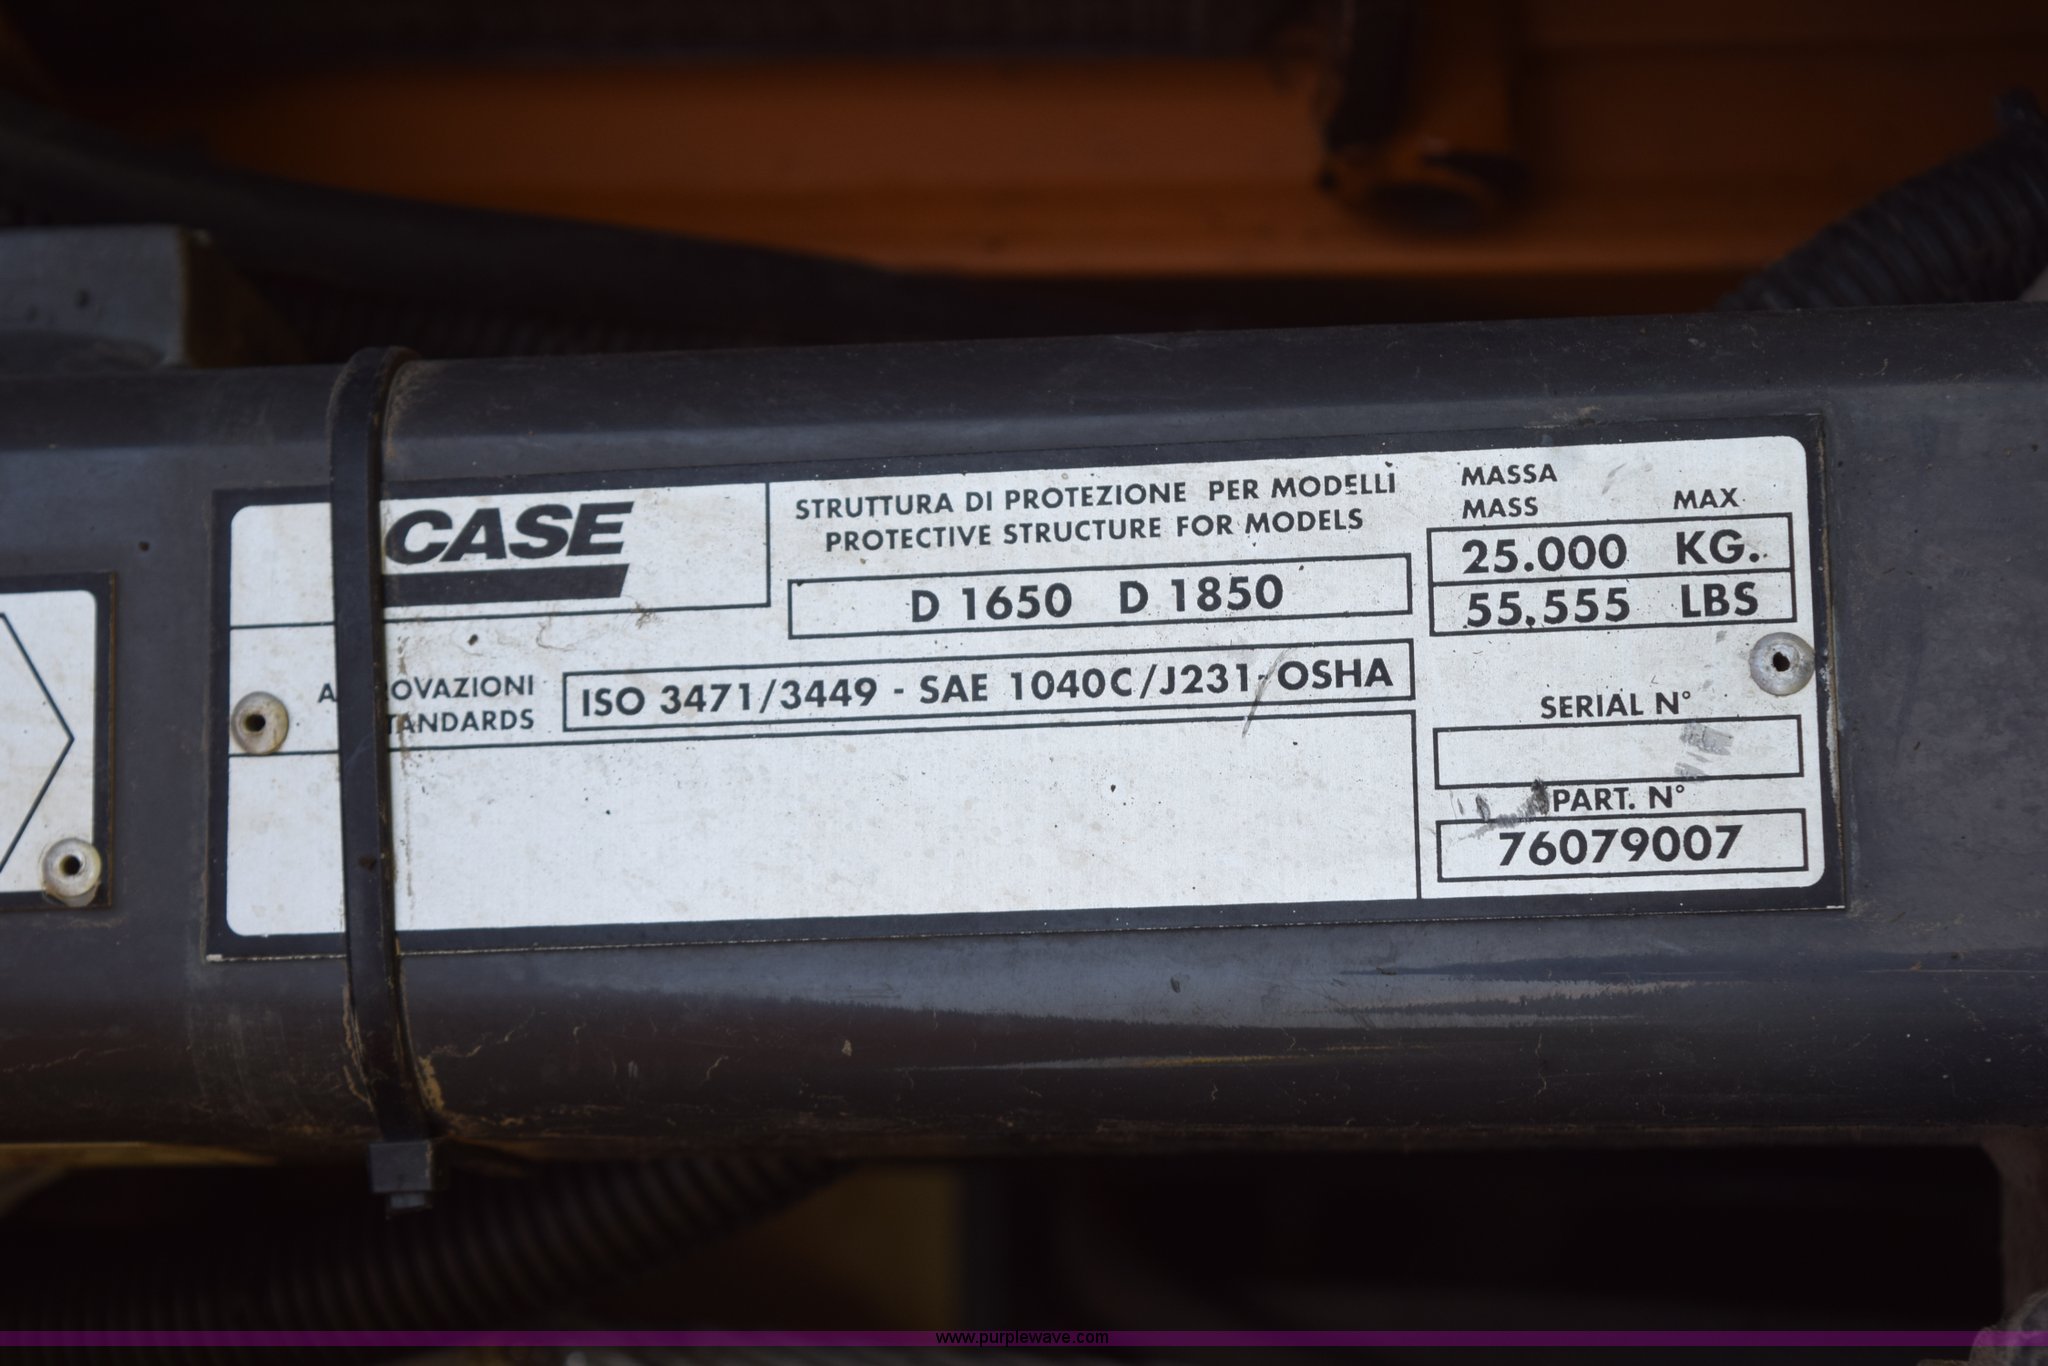 CASE
STRUTTURA DI PROTEZIONE PER MODELLI
PROTECTIVE STRUCTURE FOR MODELS
D 1650 D 1850
MASSA
MASS MAX
25.000 KG.
55.555 LBS
ISO 3471/3449 - SAE 1040C/J231-OSHA
SERIAL N°
PART. N°
76079007
www.purplewave.com